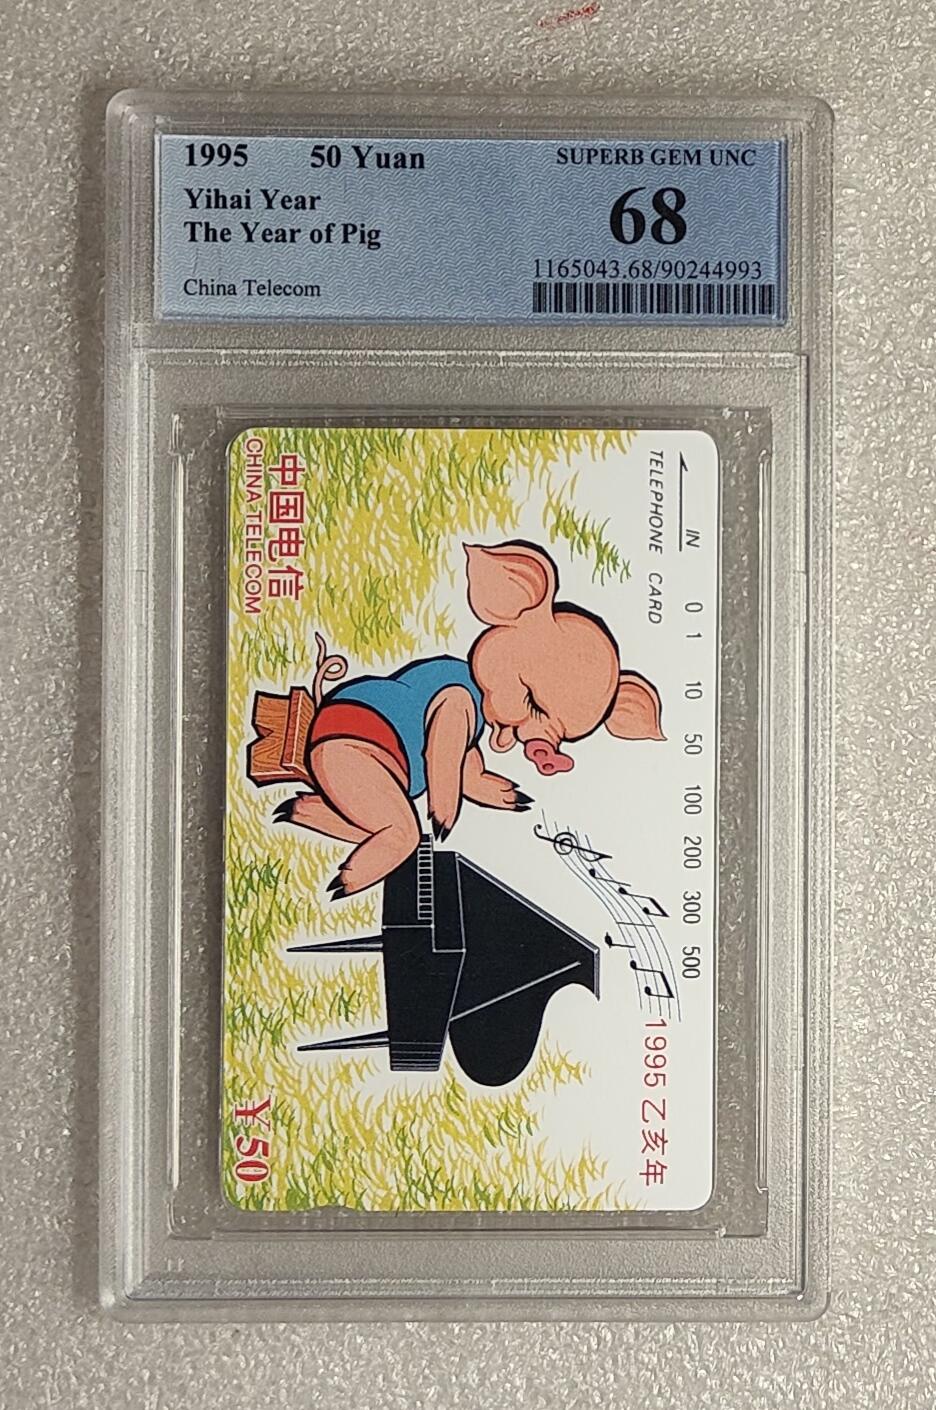 1995 50 Yuan
Yihai Year
The Year of Pig
China Telecom
SUPERB GEM UNC
68
1165043.68/90244993
IN 0 1 10 50 100 200 300 500
TELEPHONE CARD
1995 乙亥年
中国电信
CHINA TELECOM
¥50